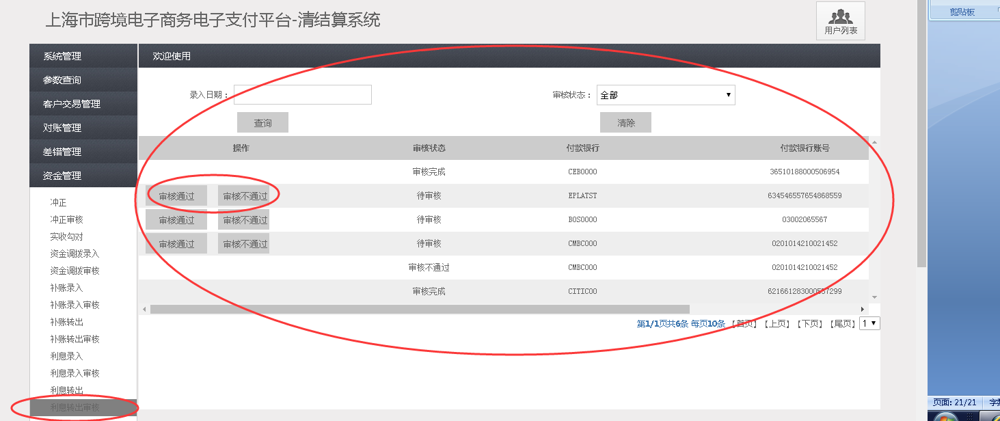 上海市跨境电子商务电子支付平台-清结算系统
用户列表
剪贴板
系统管理
参数查询
客户交易管理
对账管理
差错管理
资金管理
冲正
冲正审核
实收勾对
资金调拨录入
资金调拨审核
补账录入
补账录入审核
补账转出
补账转出审核
利息录入
利息录入审核
利息转出
利息转出审核
欢迎使用
录入日期： 审核状态： 全部
查询 清除
操作 审核状态 付款银行 付款银行账号
审核完成 CEB0000 36510188000506954
审核通过 审核不通过 待审核 EPLATST 634546557654868559
审核通过 审核不通过 待审核 BOS0000 03002065567
审核通过 审核不通过 待审核 CMBC000 0201014210021452
审核不通过 CMBC000 0201014210021452
审核完成 CITIC00 621661283000557299
第1/1页共6条 每页10条 【首页】【上页】【下页】【尾页】 1
页面: 21/21